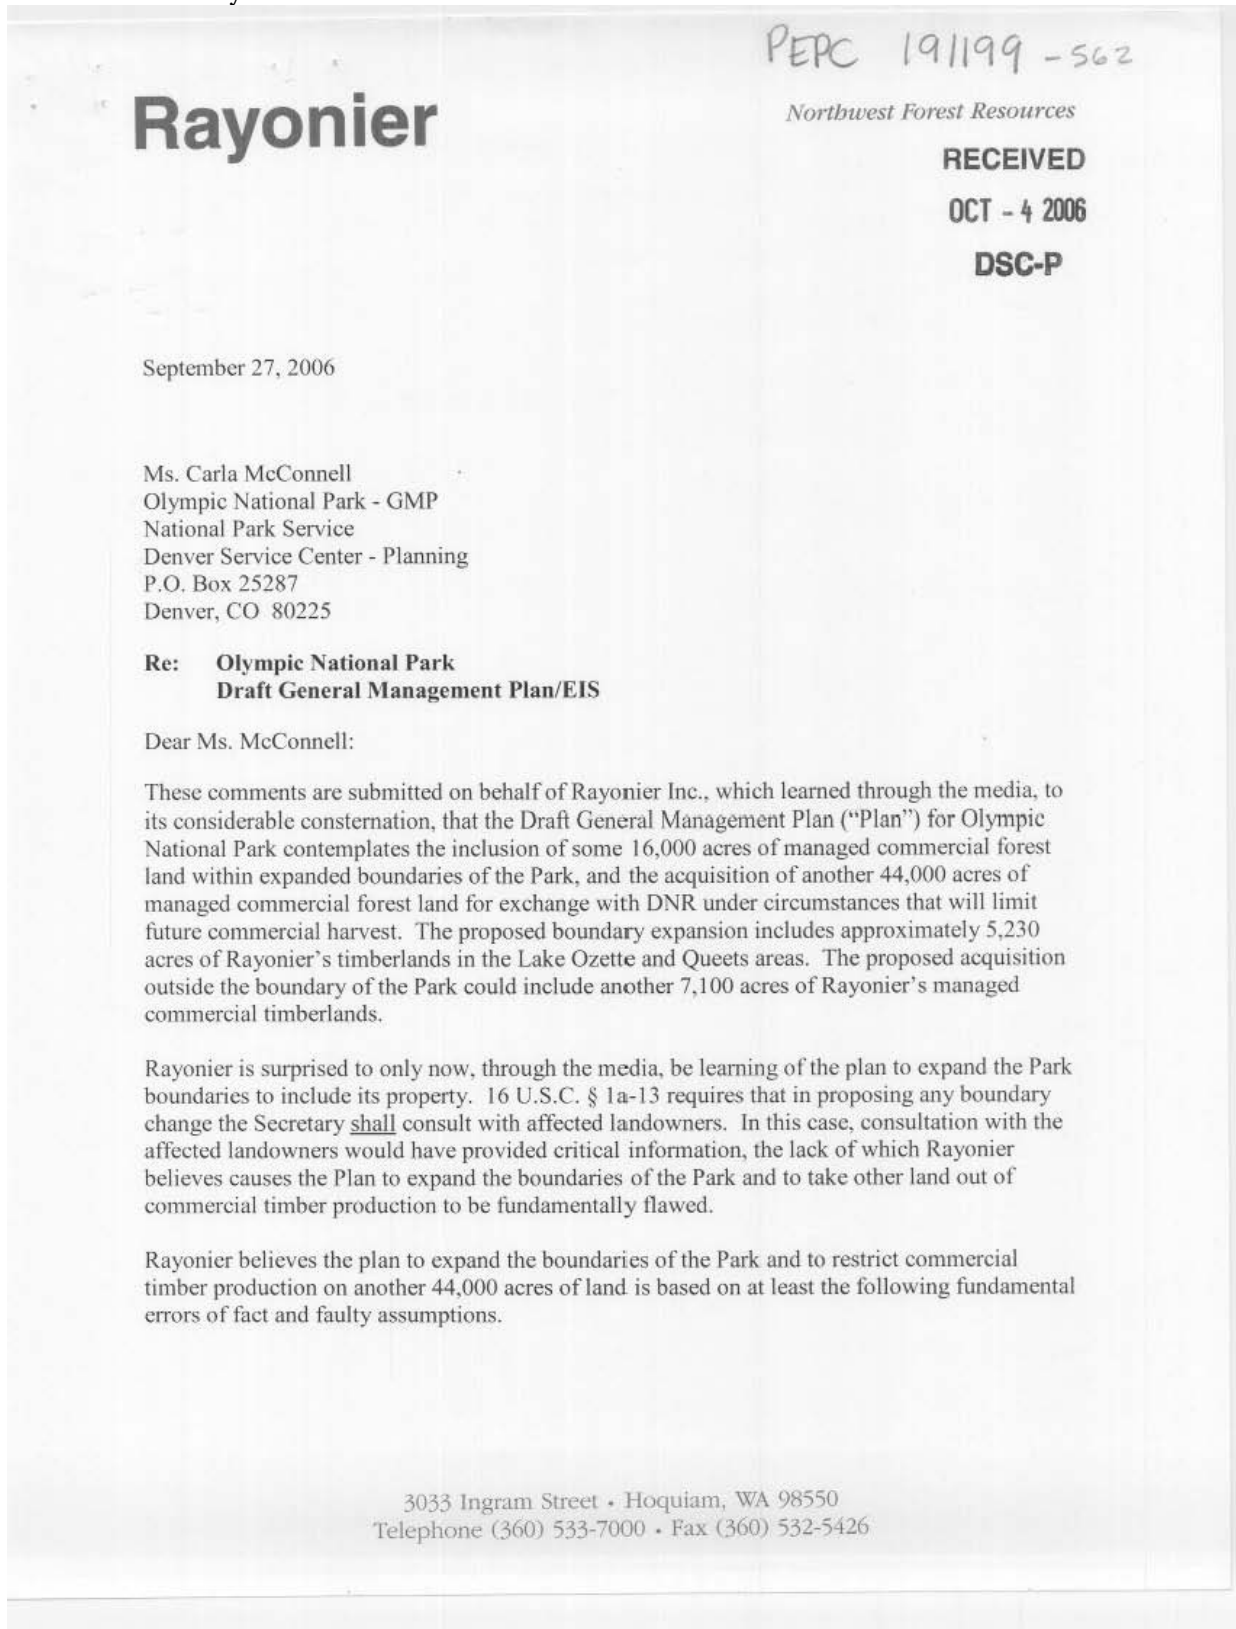 PEPC 191199 - 562
Rayonier
Northwest Forest Resources
RECEIVED
OCT - 4 2006
DSC-P
September 27, 2006
Ms. Carla McConnell
Olympic National Park - GMP
National Park Service
Denver Service Center - Planning
P.O. Box 25287
Denver, CO 80225
Re: Olympic National Park
Draft General Management Plan/EIS
Dear Ms. McConnell:
These comments are submitted on behalf of Rayonier Inc., which learned through the media, to
its considerable consternation, that the Draft General Management Plan (“Plan”) for Olympic
National Park contemplates the inclusion of some 16,000 acres of managed commercial forest
land within expanded boundaries of the Park, and the acquisition of another 44,000 acres of
managed commercial forest land for exchange with DNR under circumstances that will limit
future commercial harvest. The proposed boundary expansion includes approximately 5,230
acres of Rayonier’s timberlands in the Lake Ozette and Queets areas. The proposed acquisition
outside the boundary of the Park could include another 7,100 acres of Rayonier’s managed
commercial timberlands.
Rayonier is surprised to only now, through the media, be learning of the plan to expand the Park
boundaries to include its property. 16 U.S.C. § 1a-13 requires that in proposing any boundary
change the Secretary shall consult with affected landowners. In this case, consultation with the
affected landowners would have provided critical information, the lack of which Rayonier
believes causes the Plan to expand the boundaries of the Park and to take other land out of
commercial timber production to be fundamentally flawed.
Rayonier believes the plan to expand the boundaries of the Park and to restrict commercial
timber production on another 44,000 acres of land is based on at least the following fundamental
errors of fact and faulty assumptions.
3033 Ingram Street • Hoquiam, WA 98550
Telephone (360) 533-7000 • Fax (360) 532-5426